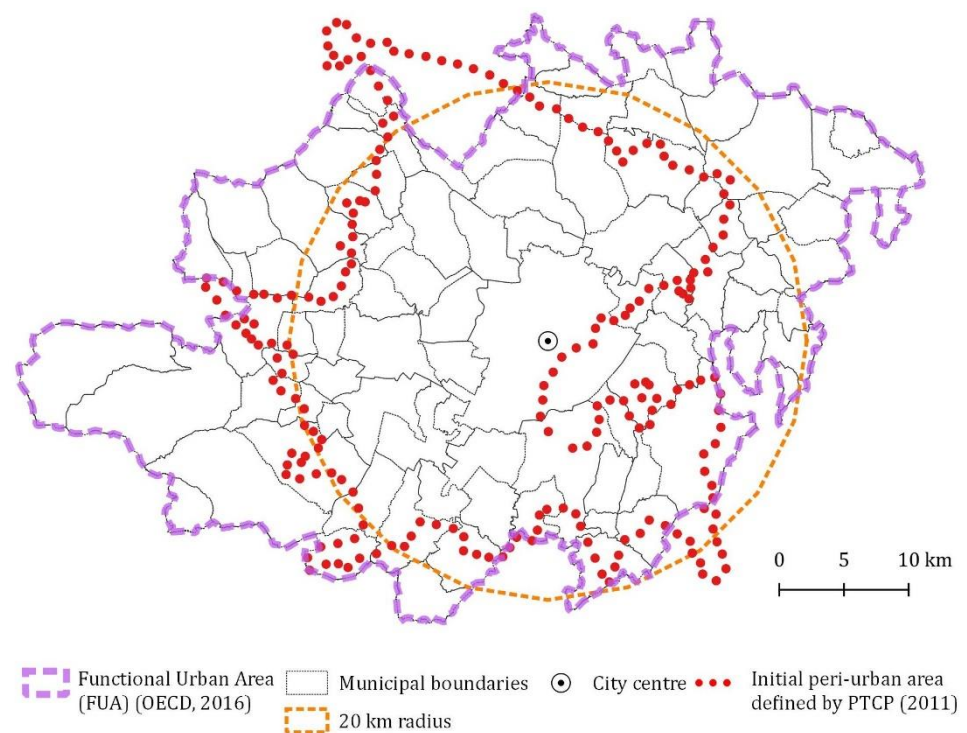 0 5 10 km
Functional Urban Area
(FUA) (OECD, 2016)
Municipal boundaries
20 km radius
City centre
Initial peri-urban area
defined by PTCP (2011)